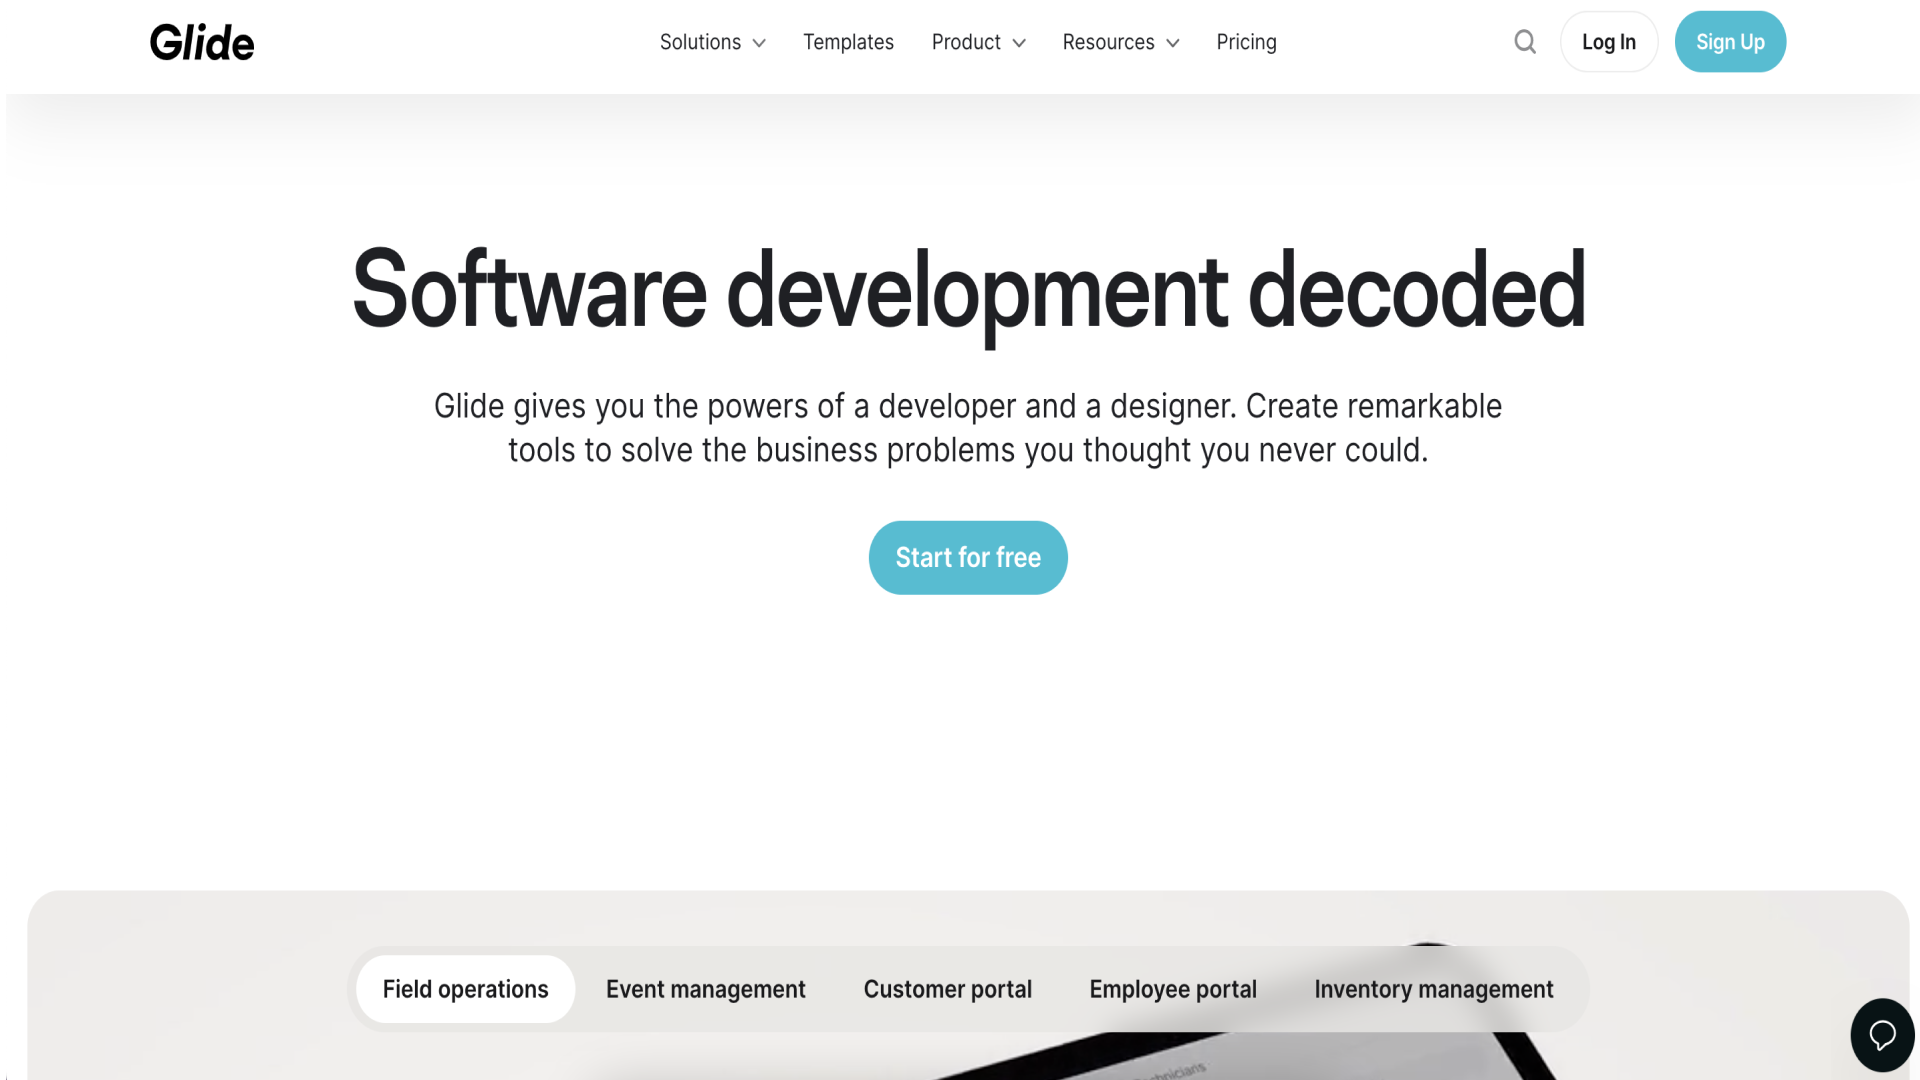 Glide
Solutions
Templates
Product
Resources
Pricing
Log In
Sign Up
Software development decoded
Glide gives you the powers of a developer and a designer. Create remarkable
tools to solve the business problems you thought you never could.
Start for free
Field operations
Event management
Customer portal
Employee portal
Inventory management